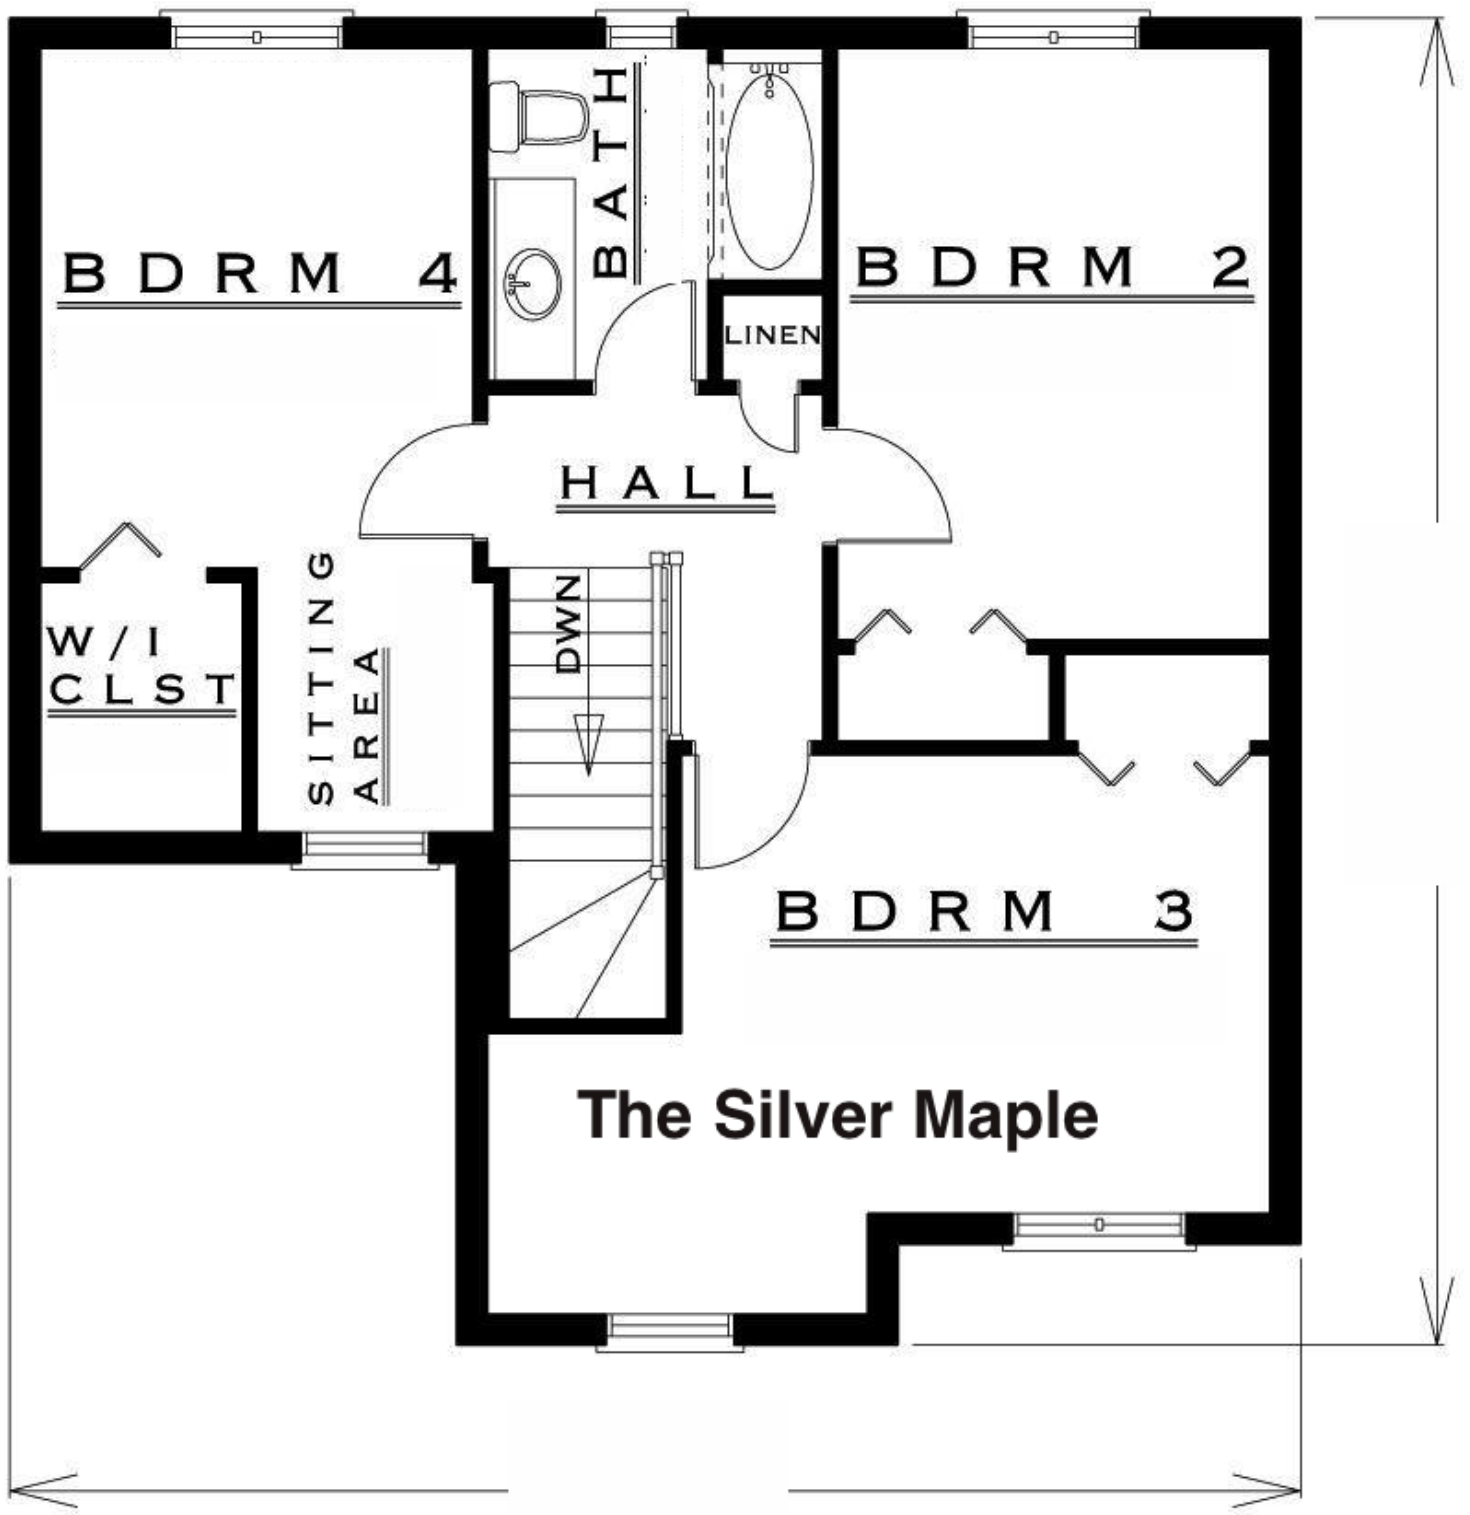 BATH
BDRM 4
BDRM 2
LINEN
HALL
DWN
SITTING
AREA
W/I
CLST
BDRM 3
The Silver Maple